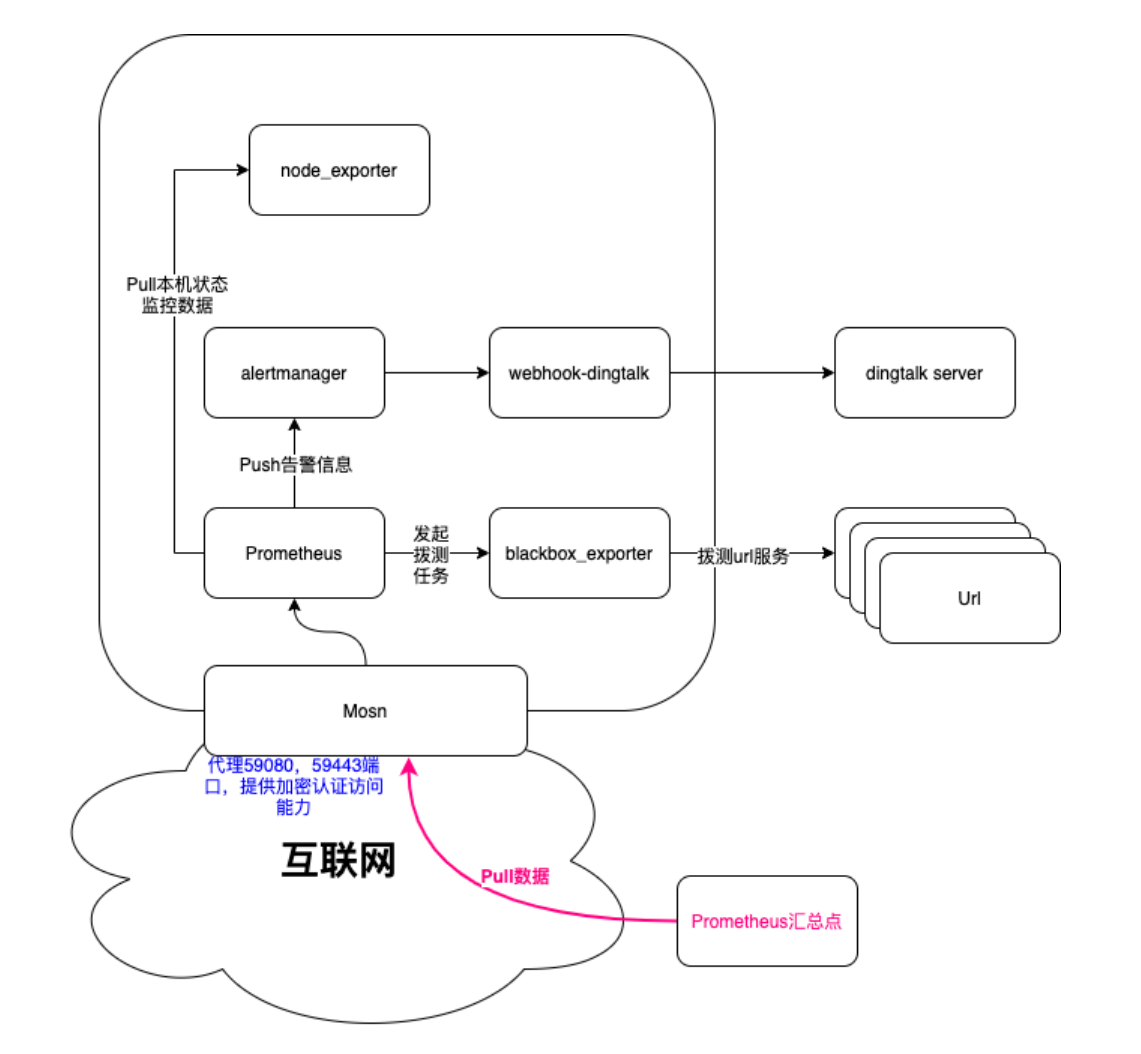 node_exporter
Pull本机状态
监控数据
alertmanager
webhook-dingtalk
dingtalk server
Push告警信息
Prometheus
发起
拨测
任务
blackbox_exporter
拨测url服务
Url
Mosn
代理59080，59443端
口，提供加密认证访问
能力
互联网
Pull数据
Prometheus汇总点